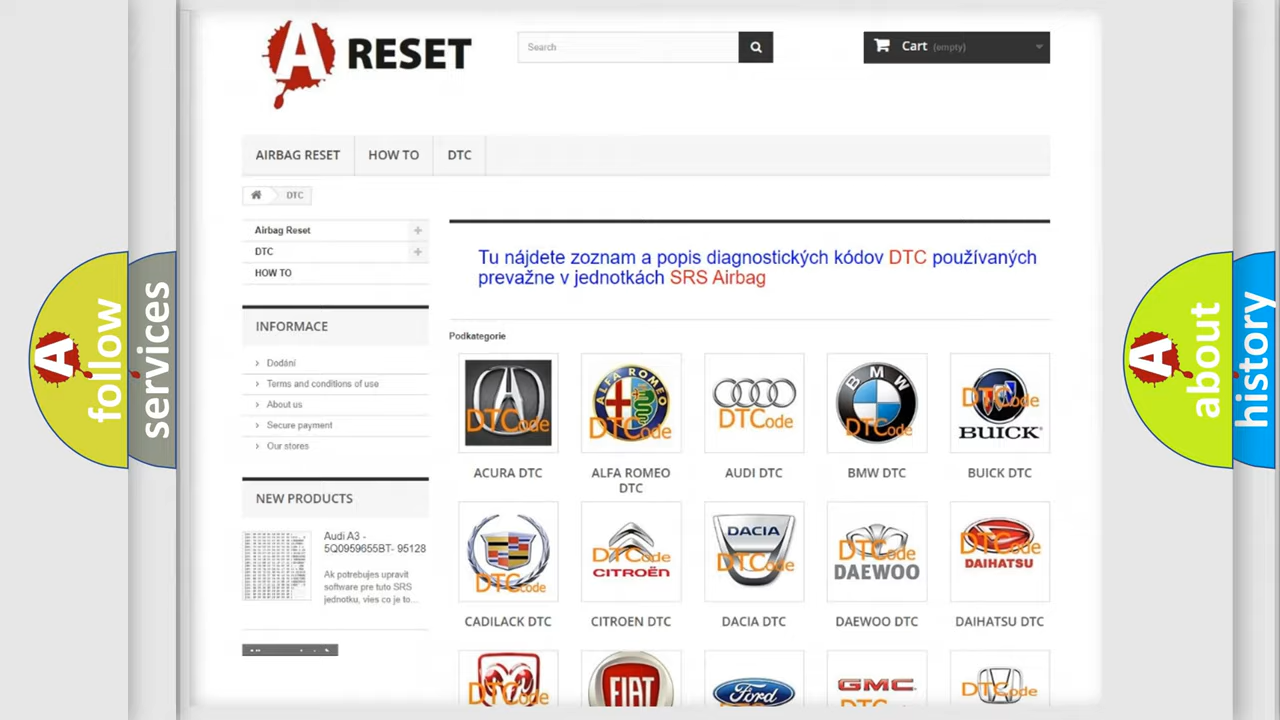 A RESET
Search
Cart (empty)
AIRBAG RESET
HOW TO
DTC
DTC
Airbag Reset
DTC
HOW TO
Tu nájdete zoznam a popis diagnostických kódov DTC používaných
prevažne v jednotkách SRS Airbag
INFORMACE
Dodání
Terms and conditions of use
About us
Secure payment
Our stores
NEW PRODUCTS
Audi A3 -
5Q0959655BT- 95128
Ak potrebujes upravit
software pre tuto SRS
jednotku, vies co je to...
Podkategorie
DTCode
ALFA ROMEO
DTCode
DTCode
BMW
DTCode
DTCode
BUICK
ACURA DTC
ALFA ROMEO
DTC
AUDI DTC
BMW DTC
BUICK DTC
DTCode
DTCode
CITROËN
DACIA
DTCode
DTCode
DAEWOO
DTCode
DAIHATSU
CADILACK DTC
CITROEN DTC
DACIA DTC
DAEWOO DTC
DAIHATSU DTC
DTCode
FIAT
Ford
GMC
DTCode
A follow
services
A about
history